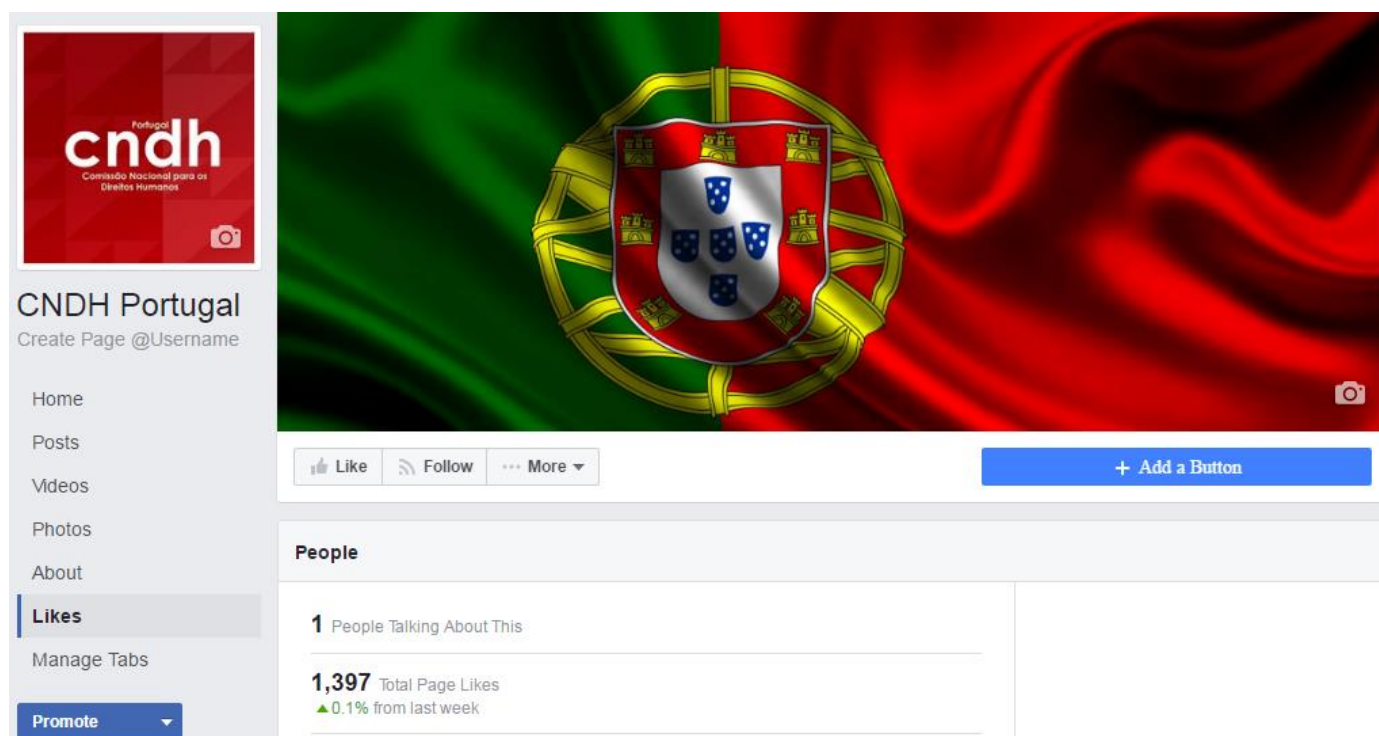 Portugal
cndh
Comissão Nacional para os
Direitos Humanos
CNDH Portugal
Create Page @Username
Home
Posts
Videos
Photos
About
Likes
Manage Tabs
Promote
Like Follow More
+ Add a Button
People
1 People Talking About This
1,397 Total Page Likes
0.1% from last week